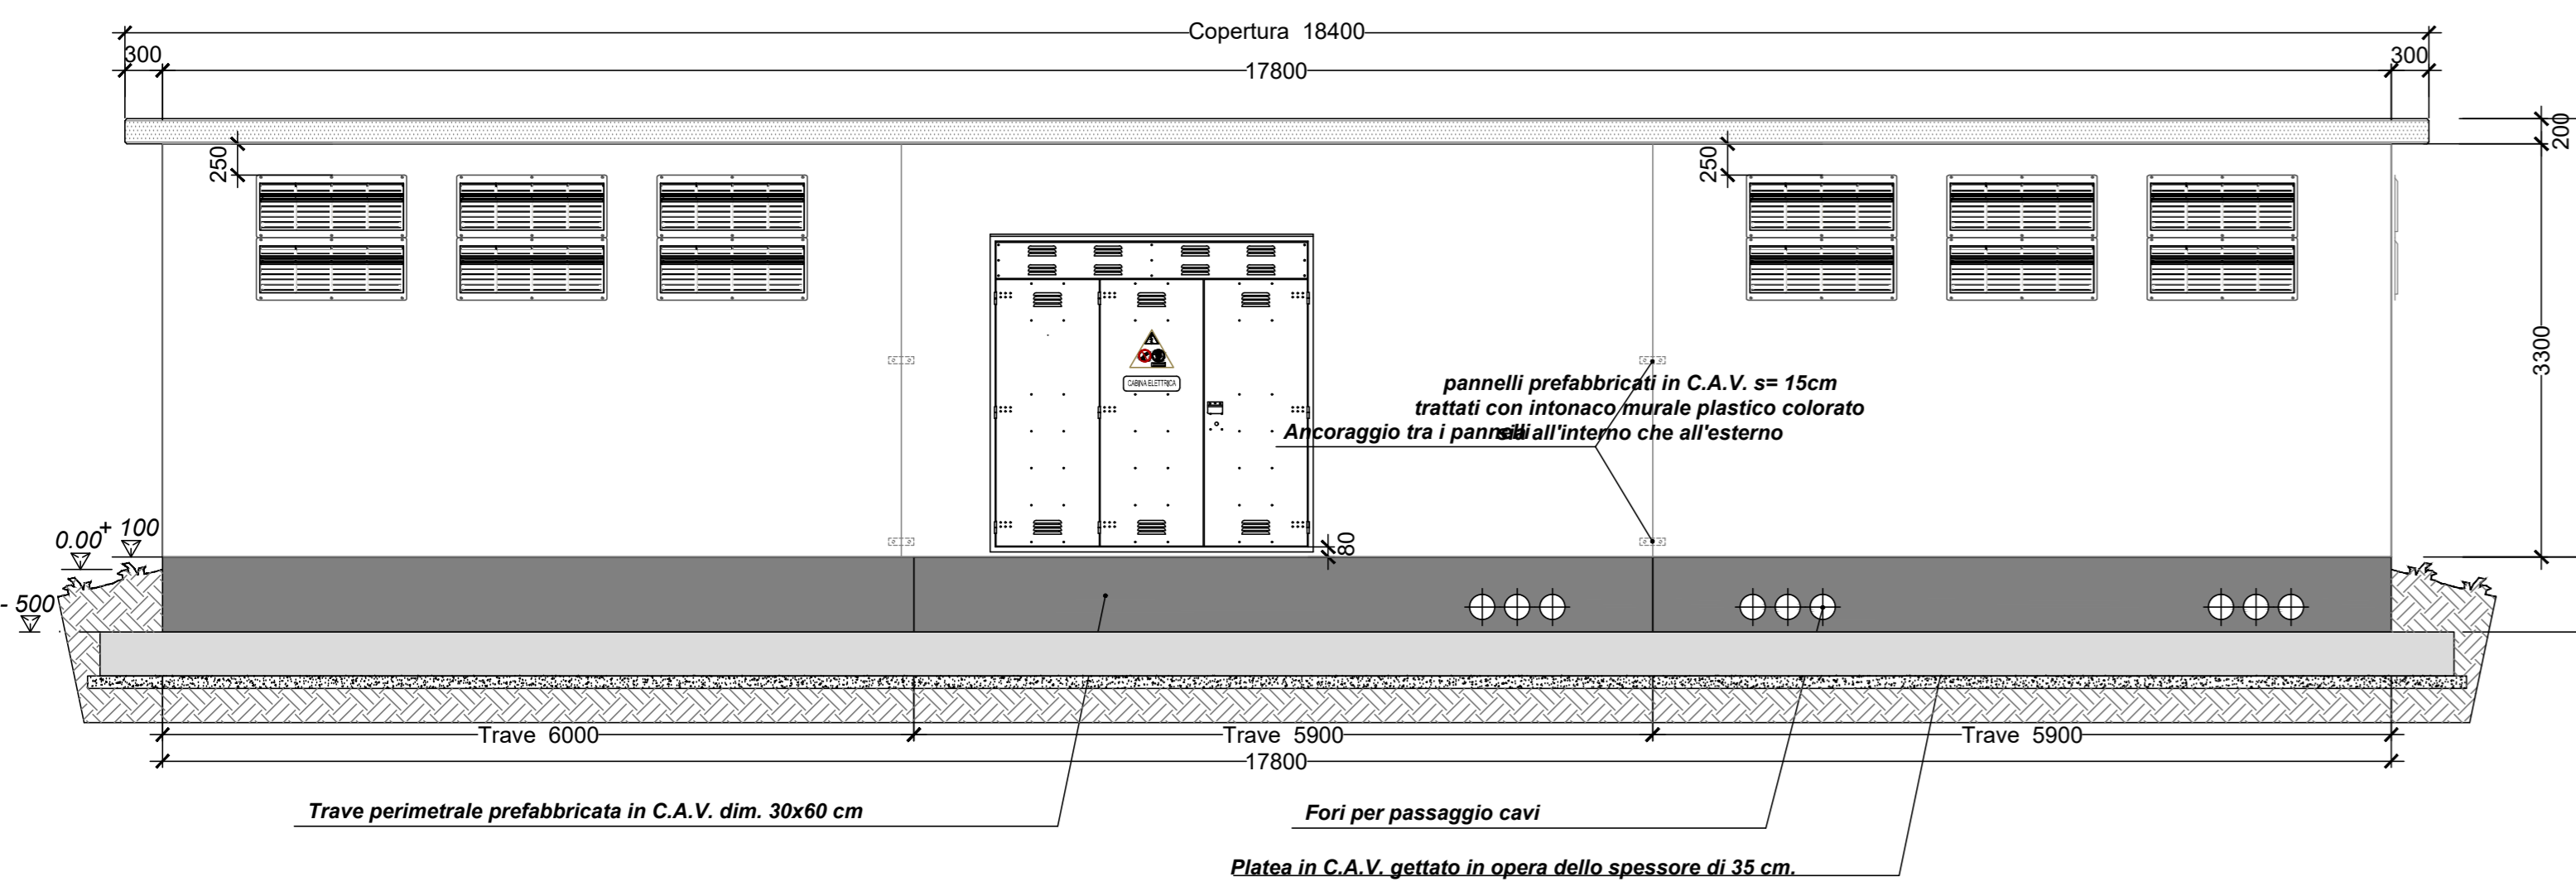 Copertura 18400
300
17800
300
200
250
250
3300
CABINA ELETTRICA
pannelli prefabbricati in C.A.V. s= 15cm
trattati con intonaco murale plastico colorato
sia all'interno che all'esterno
Ancoraggio tra i pannelli
0.00
+ 100
80
- 500
Trave 6000
Trave 5900
Trave 5900
17800
Trave perimetrale prefabbricata in C.A.V. dim. 30x60 cm
Fori per passaggio cavi
Platea in C.A.V. gettato in opera dello spessore di 35 cm.